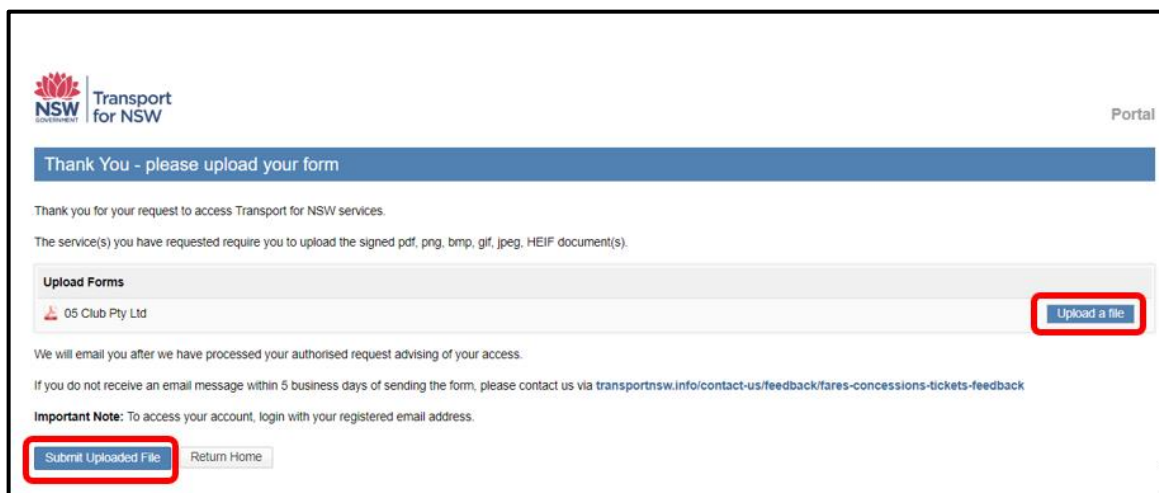 NSW
GOVERNMENT
Transport
for NSW
Portal
Thank You - please upload your form
Thank you for your request to access Transport for NSW services.
The service(s) you have requested require you to upload the signed pdf, png, bmp, gif, jpeg, HEIF document(s).
Upload Forms
05 Club Pty Ltd
Upload a file
We will email you after we have processed your authorised request advising of your access.
If you do not receive an email message within 5 business days of sending the form, please contact us via transportnsw.info/contact-us/feedback/fares-concessions-tickets-feedback
Important Note: To access your account, login with your registered email address.
Submit Uploaded File
Return Home